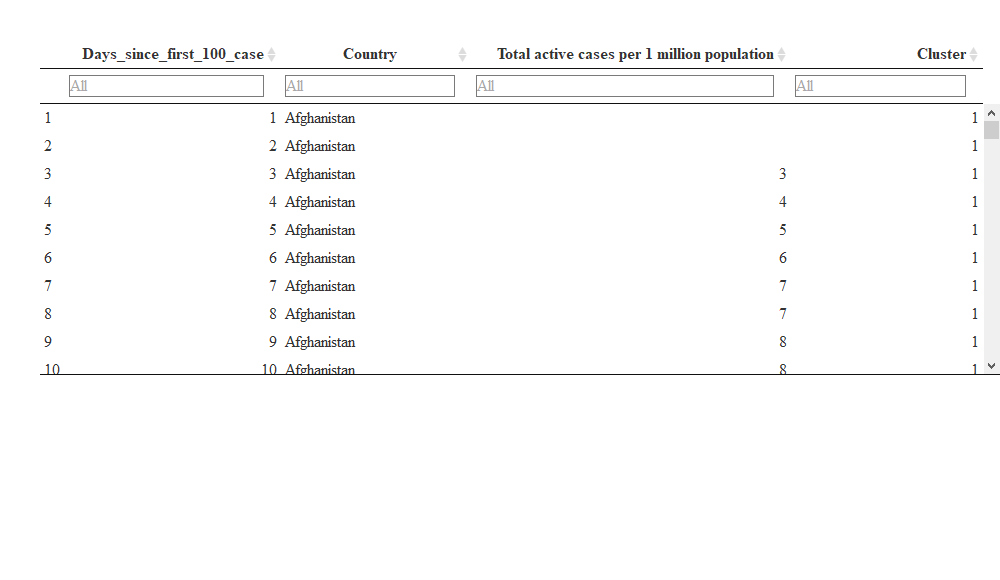 Days_since_first_100_case Country Total active cases per 1 million population Cluster
All All All All
1 1 Afghanistan 1
2 2 Afghanistan 1
3 3 Afghanistan 3 1
4 4 Afghanistan 4 1
5 5 Afghanistan 5 1
6 6 Afghanistan 6 1
7 7 Afghanistan 7 1
8 8 Afghanistan 7 1
9 9 Afghanistan 8 1
10 10 Afghanistan 8 1